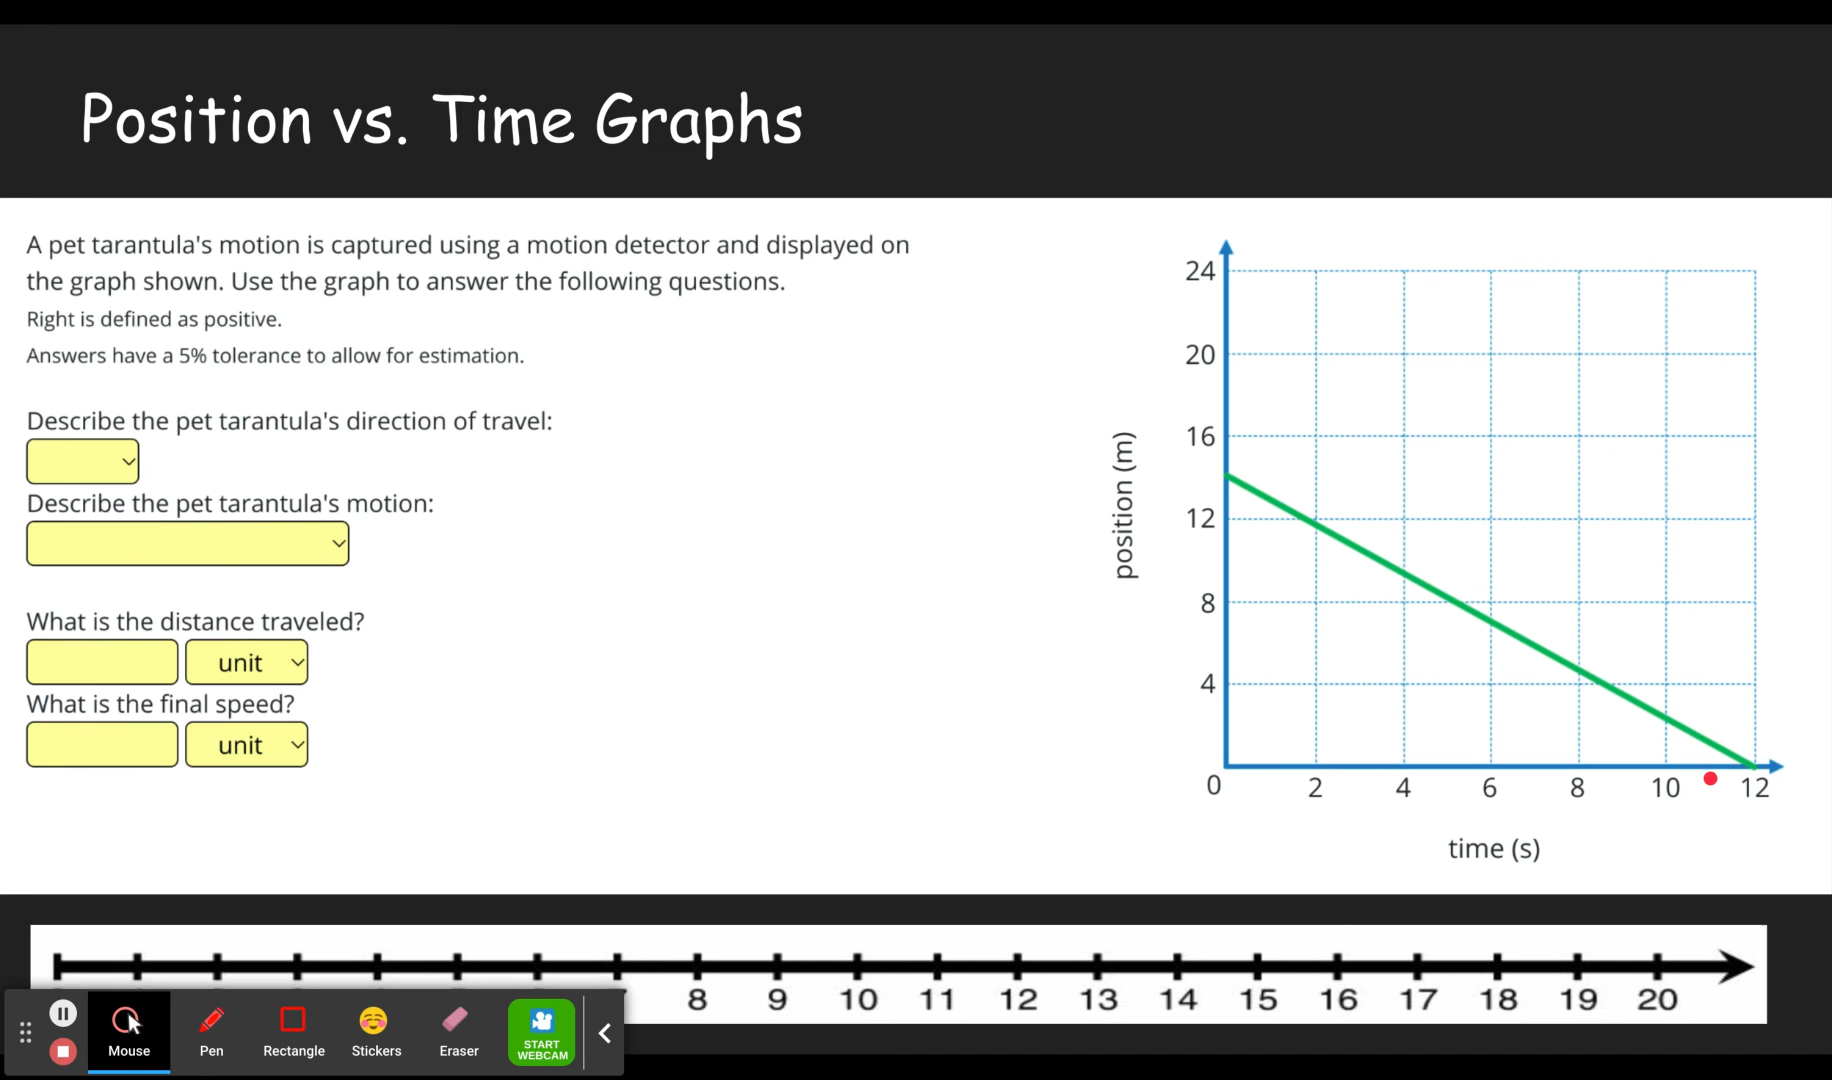 Position vs. Time Graphs
A pet tarantula's motion is captured using a motion detector and displayed on
the graph shown. Use the graph to answer the following questions.
Right is defined as positive.
Answers have a 5% tolerance to allow for estimation.
Describe the pet tarantula's direction of travel:
Describe the pet tarantula's motion:
What is the distance traveled?
unit
What is the final speed?
unit
24
20
16
12
8
4
position (m)
0 2 4 6 8 10 12
time (s)
8 9 10 11 12 13 14 15 16 17 18 19 20
Mouse Pen Rectangle Stickers Eraser
START
WEBCAM